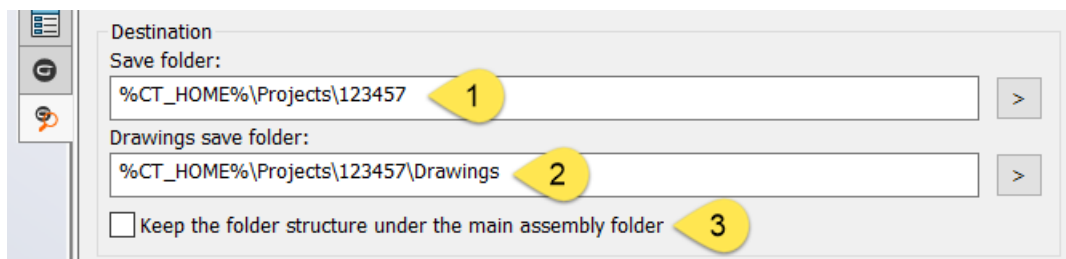 Destination
Save folder:
%CT_HOME%\Projects\123457
1
>
Drawings save folder:
%CT_HOME%\Projects\123457\Drawings
2
>
Keep the folder structure under the main assembly folder
3